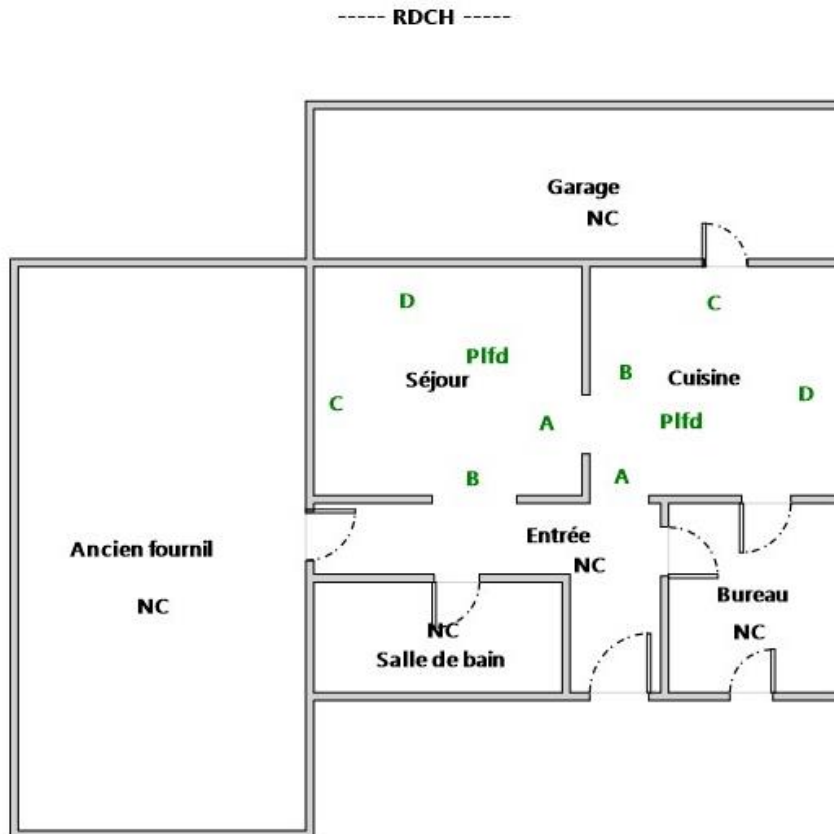 ----- RDCH -----
Garage
NC
D
C
Plfd
Séjour
B
Cuisine
D
C
A
Plfd
B
A
Entrée
NC
Ancien fournil
NC
Bureau
NC
NC
Salle de bain